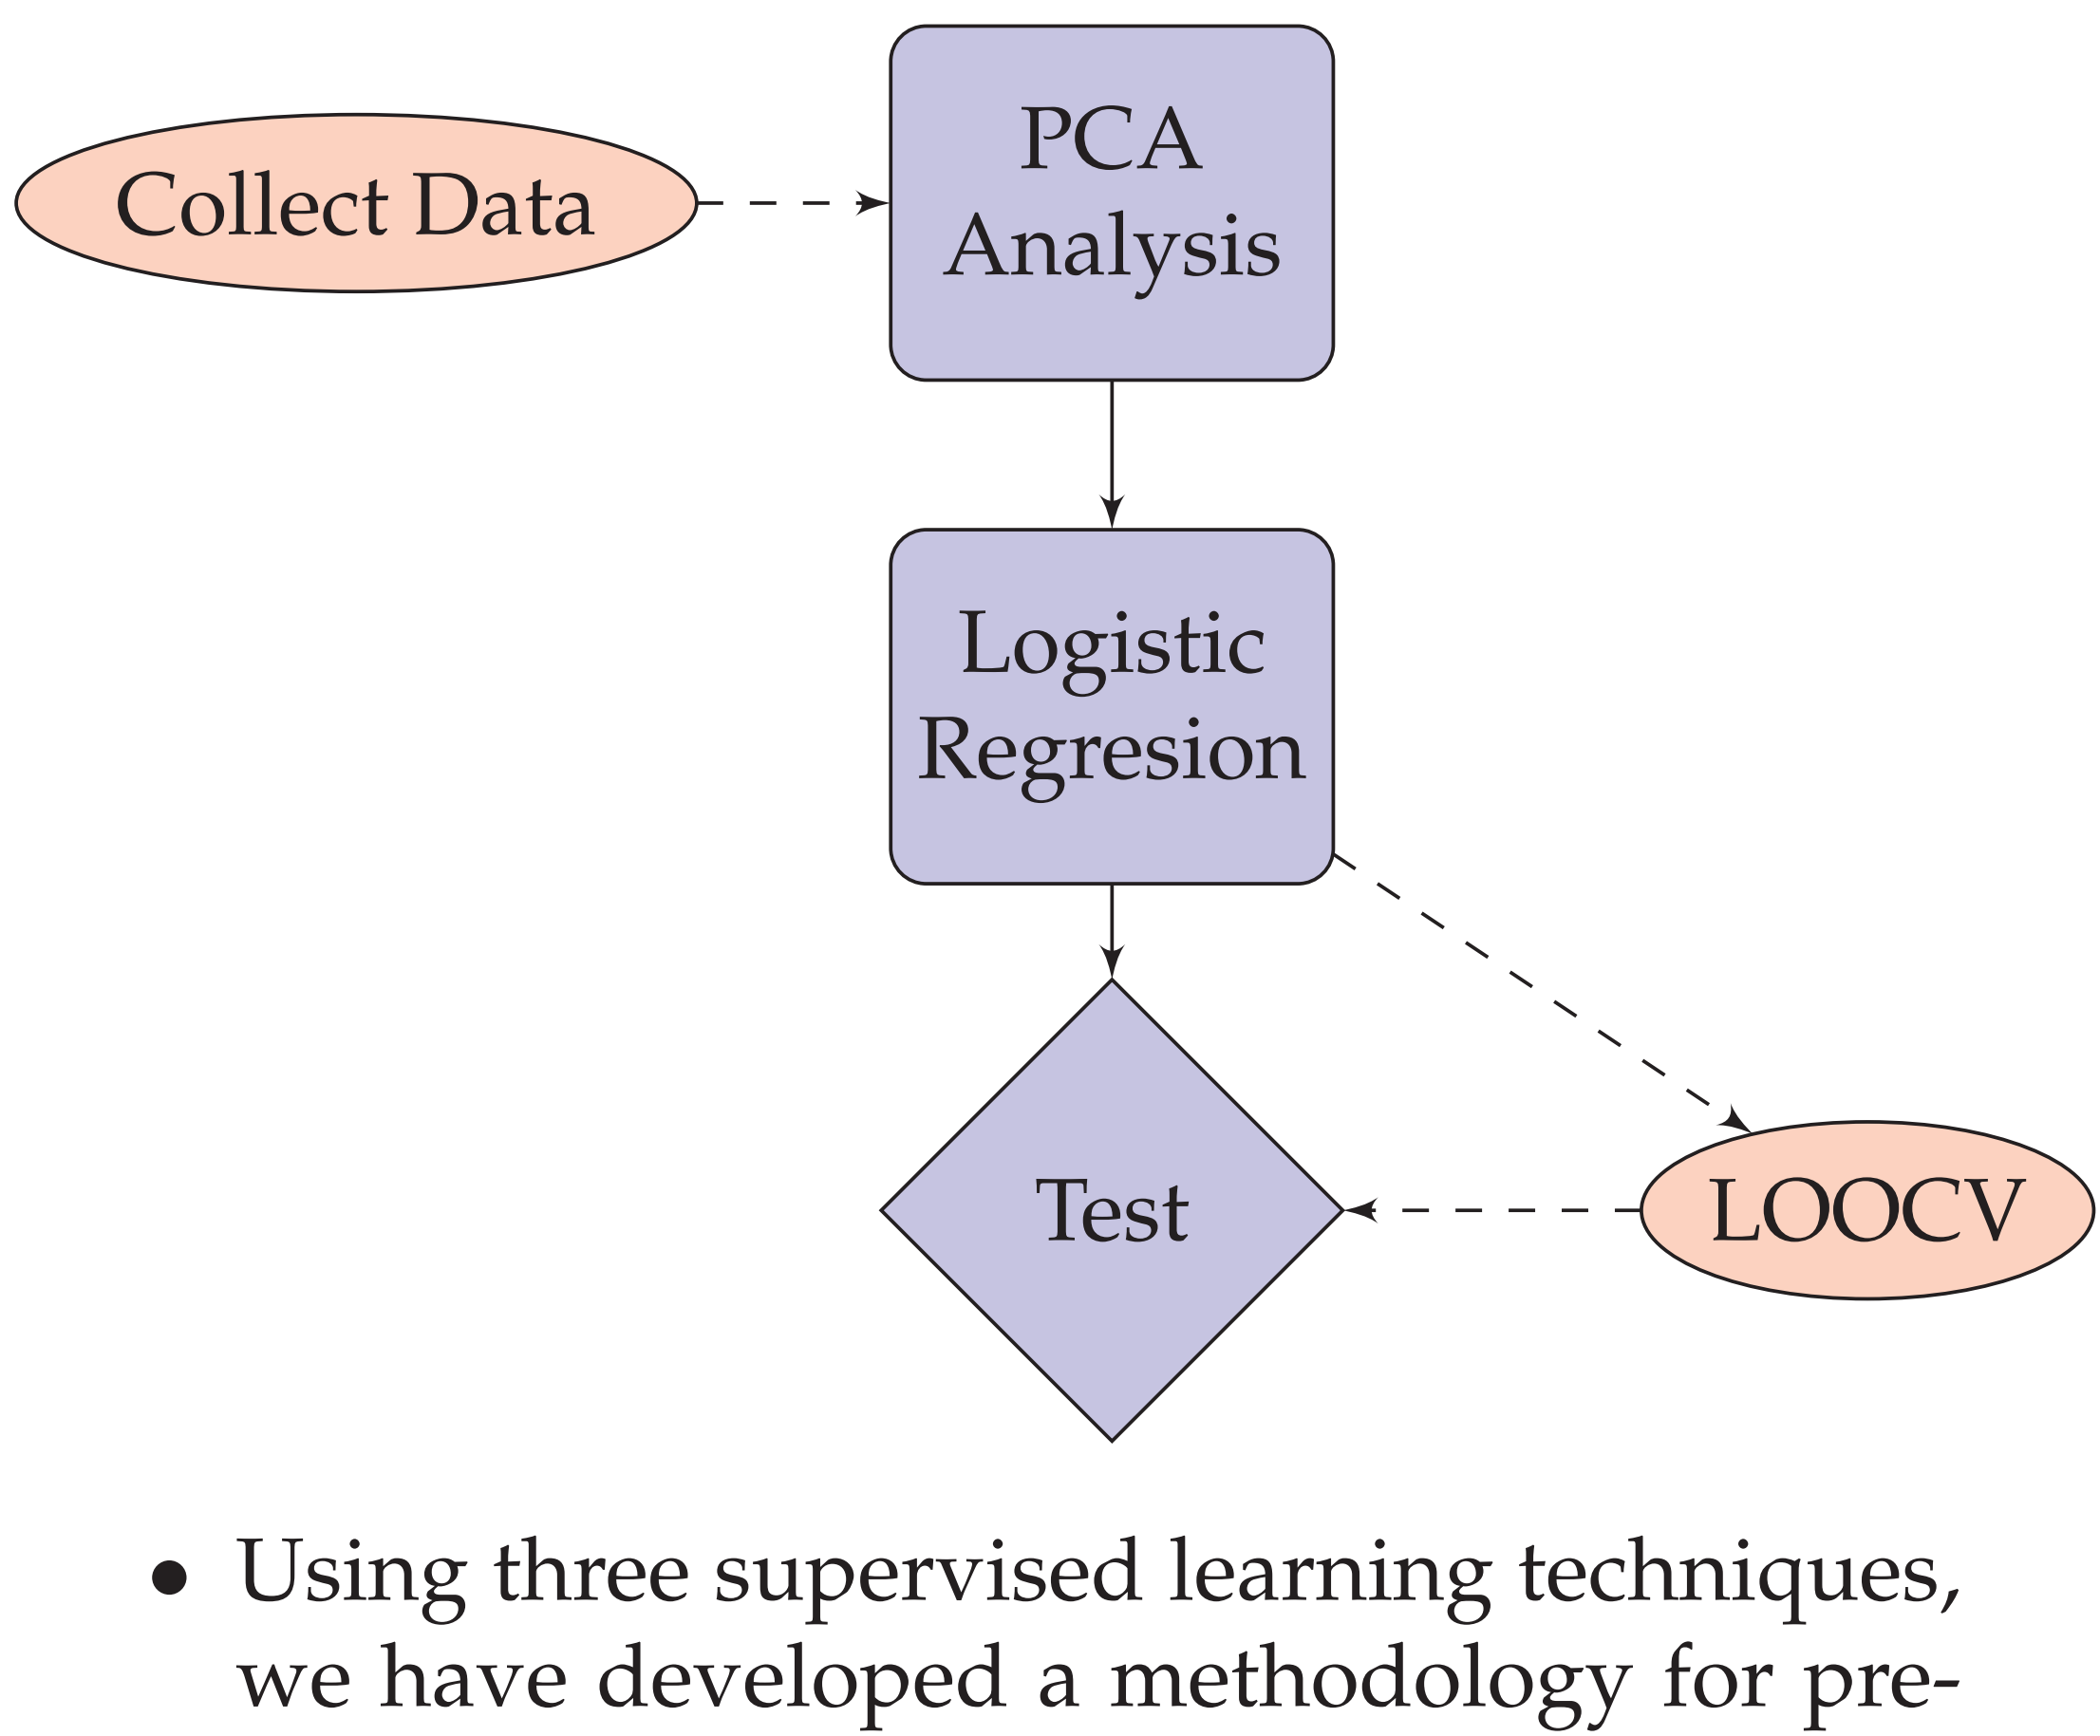 Collect Data
PCA
Analysis
Logistic
Regresion
Test
LOOCV
• Using three supervised learning techniques,
we have developed a methodology for pre-